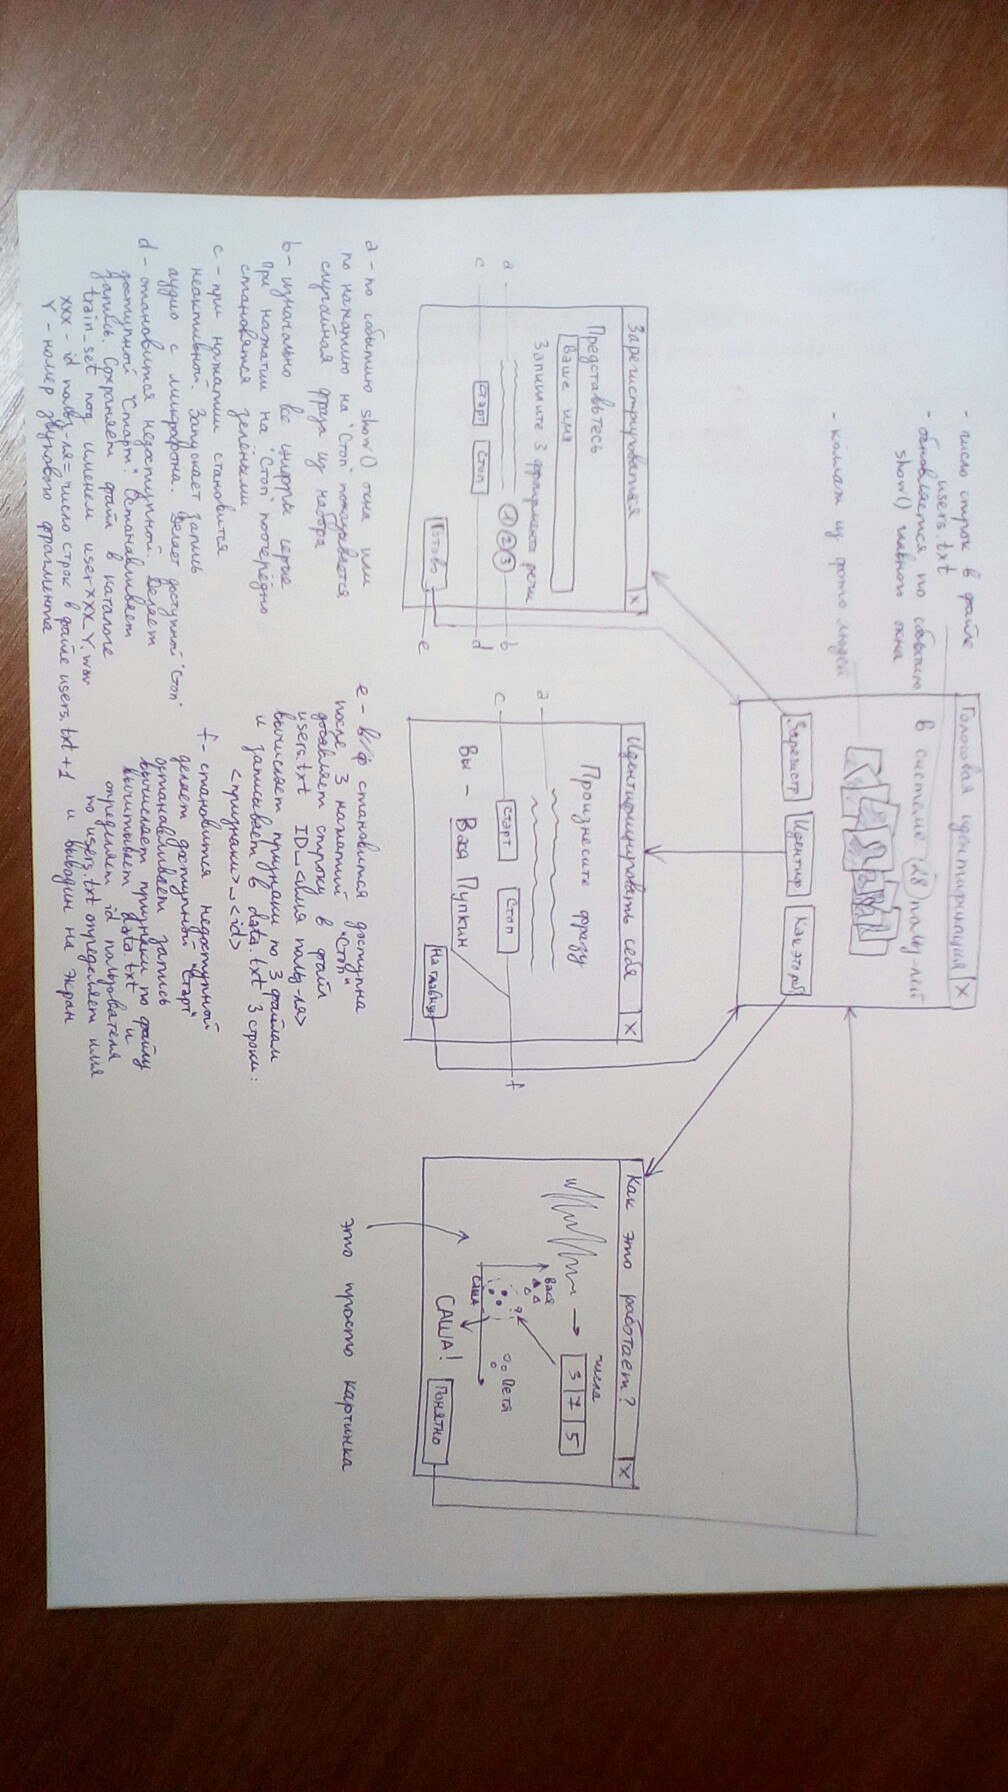 Голосовая идентификация X
- число строк в файле
users.txt
- обновляется по событию
show() главного окна
- коллаж из фото людей
В системе 28 польз-лей
Зарегистр Идентиф Как это раб
Зарегистрироваться X
Представьтесь
Ваше имя
Запишите 3 фрагмента речи
a
1 2 3
b
c
Старт Стоп
d
Готово
e
Идентифицировать себя X
Произнесите фразу
a
c
Старт Стоп
f
Вы - Вася Пупкин
На главную
Как это работает?
X
числа
3 7 5
Вася
?
Петя
Саша
САША!
Понятно
это просто картинка
a - по событию show() окна или
по нажатию на "Стоп" показывается
случайная фраза из набора
b - изначально все цифры серые
При нажатии на "Стоп" поочерёдно
становятся зелёными
c - при нажатии становится
неактивной. Запускает запись
аудио с микрофона. Делает доступной "Стоп"
d - становится недоступной. Делает
доступной "Старт". Останавливает
запись. Сохраняет файл в каталоге
train_set под именем userXXX_Y.wav
XXX - id польз-ля = число строк в файле users.txt + 1
Y - номер звукового фрагмента
e - становится доступна
после 3 нажатий "Стоп"
добавляет строку в файл
users.txt ID_<имя польз-ля>
вычисляет признаки по 3 файлам
и записывает в data.txt 3 строки:
<признаки>_<id>
f - становится недоступной
делает доступной "Старт"
останавливает запись
вычисляет признаки по файлу
считывает data.txt и
определяет id пользователя
по users.txt определяет имя
и выводит на экран